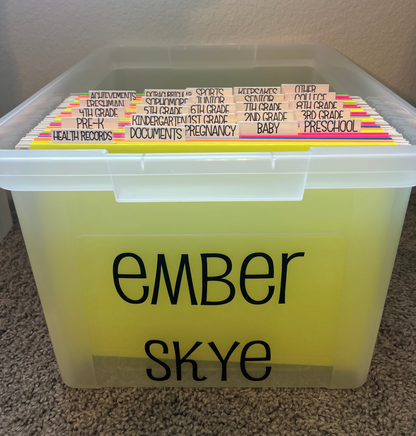 ACHIEVEMENTS EXTRACURRICULAR SPORTS KEEPSAKES OTHER
FRESHMAN SOPHOMORE JUNIOR SENIOR COLLEGE
4TH GRADE 5TH GRADE 6TH GRADE 7TH GRADE 8TH GRADE
PRE-K KINDERGARTEN 1ST GRADE 2ND GRADE 3RD GRADE
HEALTH RECORDS DOCUMENTS PREGNANCY BABY PRESCHOOL
EMBER
SKYE